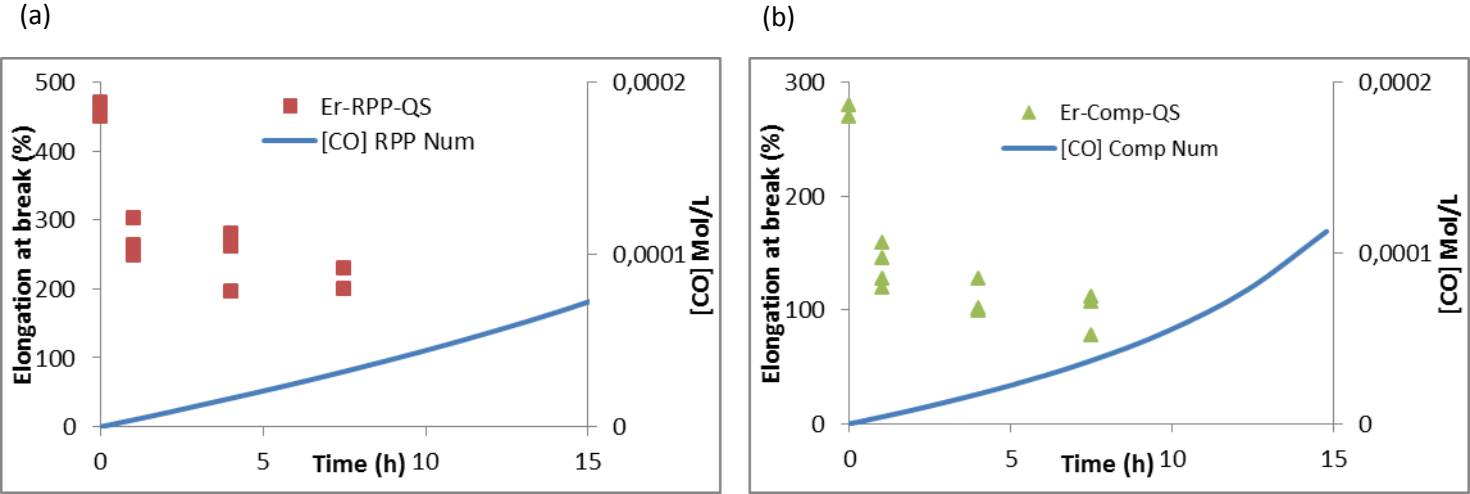 (a)
(b)
Elongation at break (%)
500
400
300
200
100
0
Er-RPP-QS
[CO] RPP Num
0,0002
0,0001
0
[CO] Mol/L
0
5
10
15
Time (h)
Elongation at break (%)
300
200
100
0
Er-Comp-QS
[CO] Comp Num
0,0002
0,0001
0
[CO] Mol/L
0
5
10
15
Time (h)